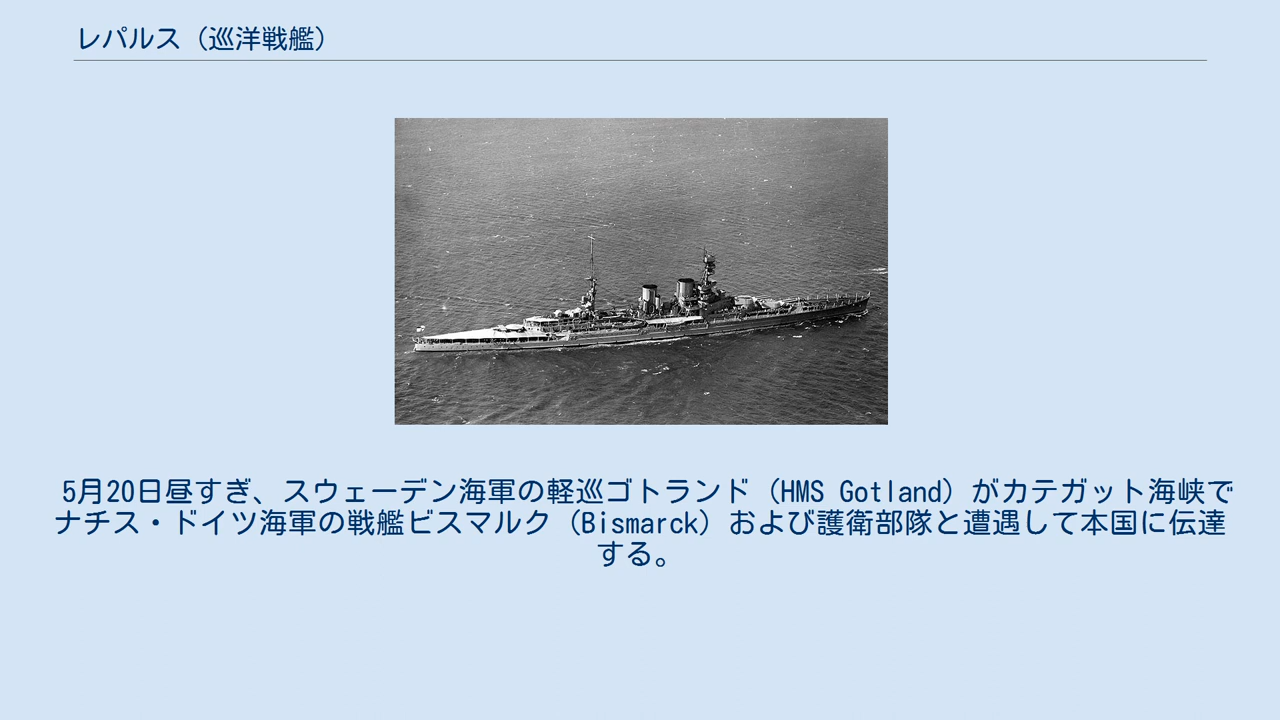 レパルス（巡洋戦艦）
5月20日昼すぎ、スウェーデン海軍の軽巡ゴトランド（HMS Gotland）がカテガット海峡で
ナチス・ドイツ海軍の戦艦ビスマルク（Bismarck）および護衛部隊と遭遇して本国に伝達
する。